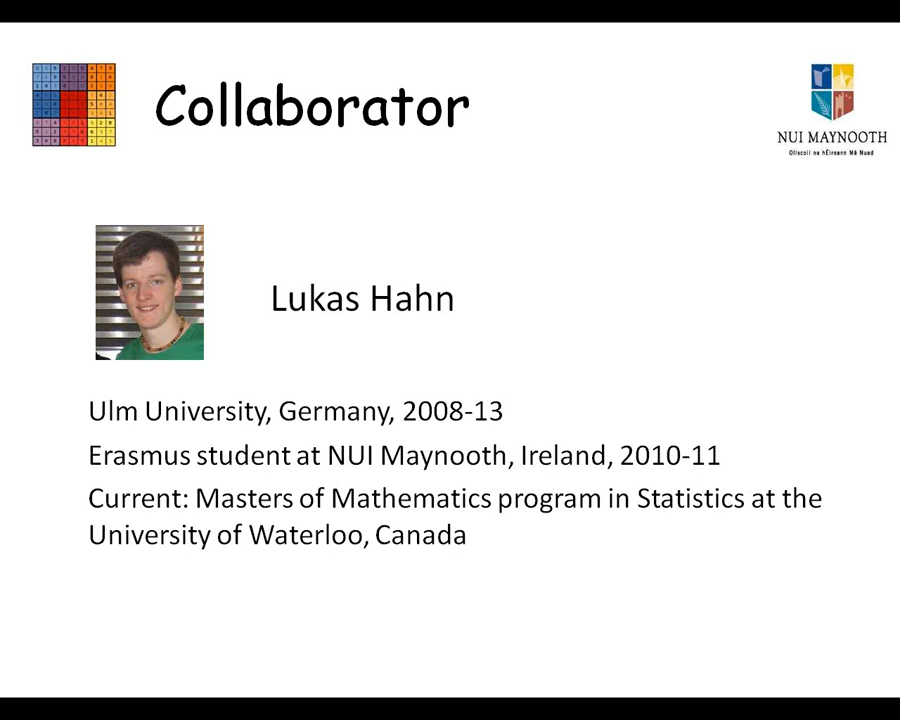 Collaborator
NUI MAYNOOTH
Ollscoil na hÉireann Má Nuad
Lukas Hahn
Ulm University, Germany, 2008-13
Erasmus student at NUI Maynooth, Ireland, 2010-11
Current: Masters of Mathematics program in Statistics at the
University of Waterloo, Canada